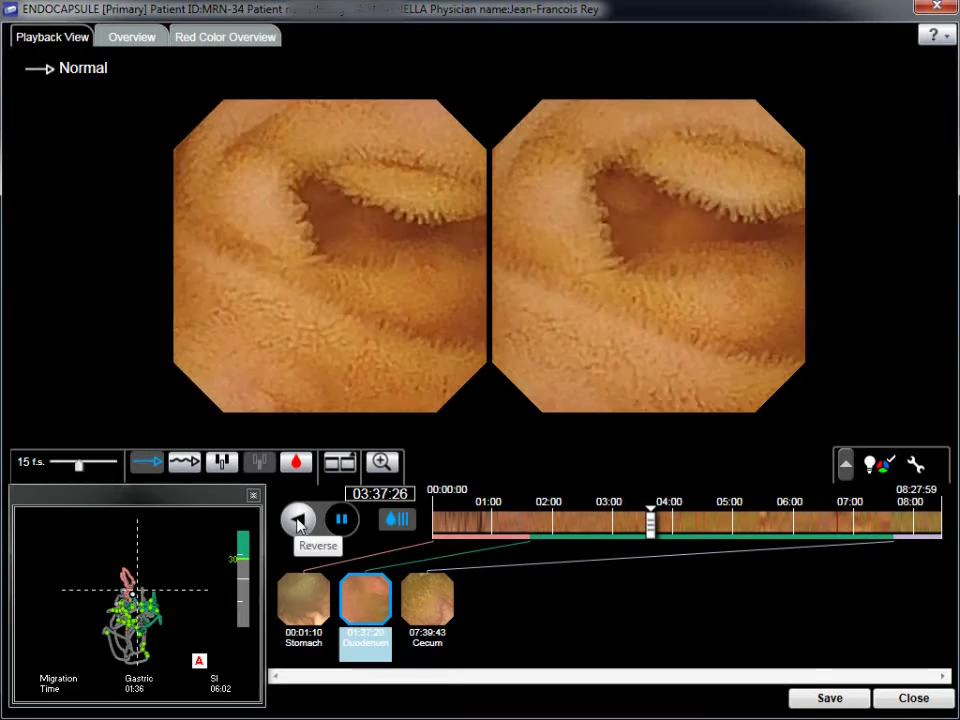 ENDOCAPSULE [Primary] Patient ID:MRN-34 Patient ELLA Physician name:Jean-Francois Rey
Playback View Overview Red Color Overview
?
Normal
15 f.s.
03:37:26
00:00:00 08:27:59
01:00 02:00 03:00 04:00 05:00 06:00 07:00 08:00
Reverse
30
A
Migration Time
Gastric 01:36
SI 06:02
00:01:10 Stomach
01:37:20 Duodenum
07:39:43 Cecum
Save Close